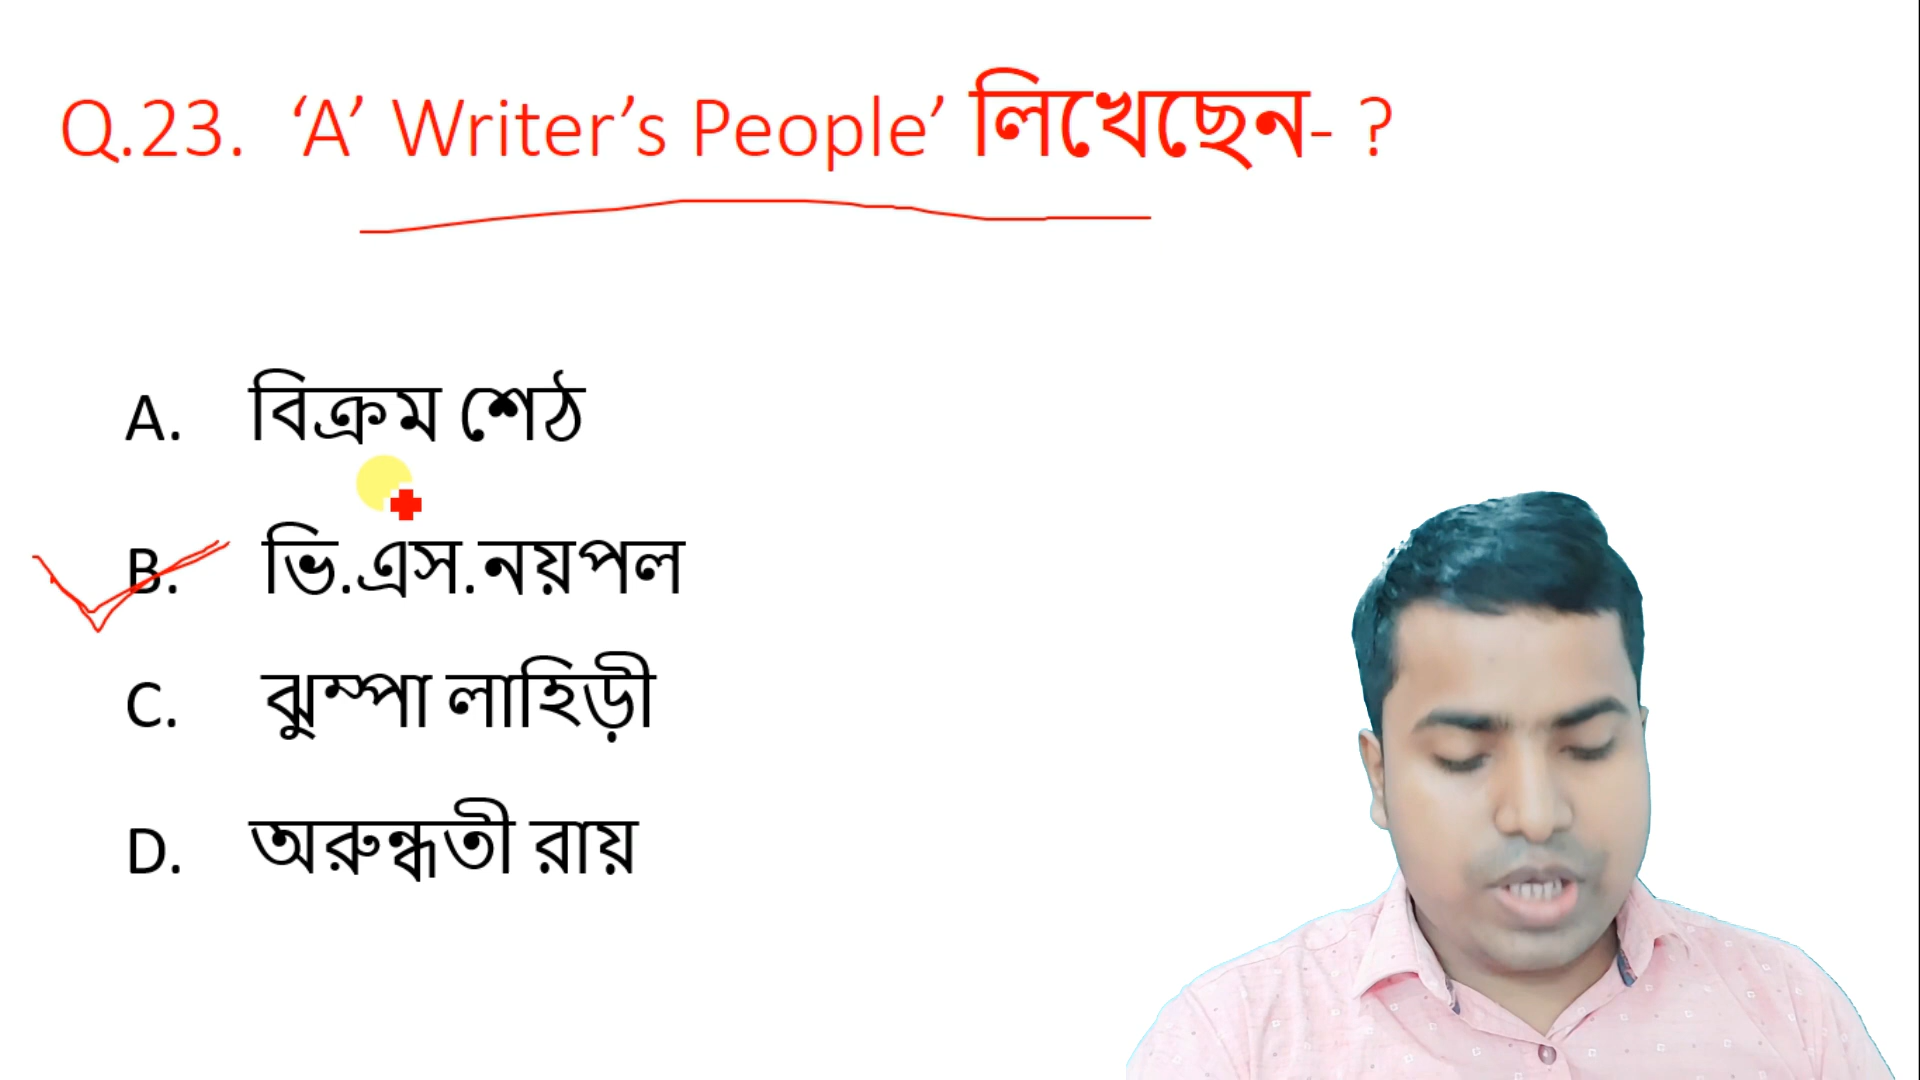 Q.23. ‘A’ Writer’s People’ লিখেছেন- ?
A. বিক্রম শেঠ
B. ভি.এস.নয়পল
C. ঝুম্পা লাহিড়ী
D. অরুন্ধতী রায়